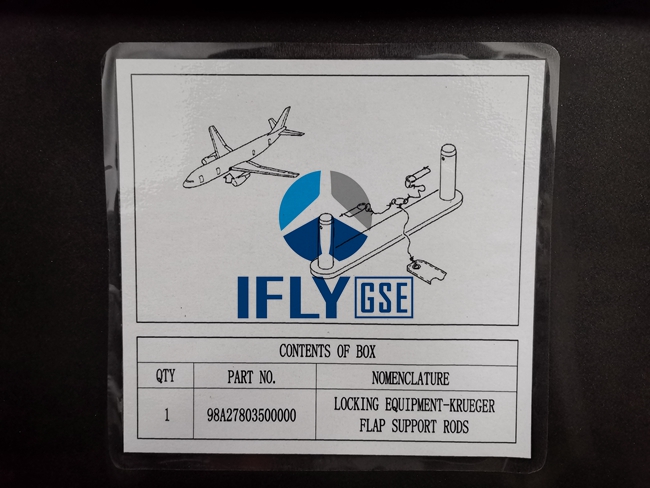 IFLY GSE
CONTENTS OF BOX
QTY PART NO. NOMENCLATURE
1 98A27803500000 LOCKING EQUIPMENT-KRUEGER
FLAP SUPPORT RODS